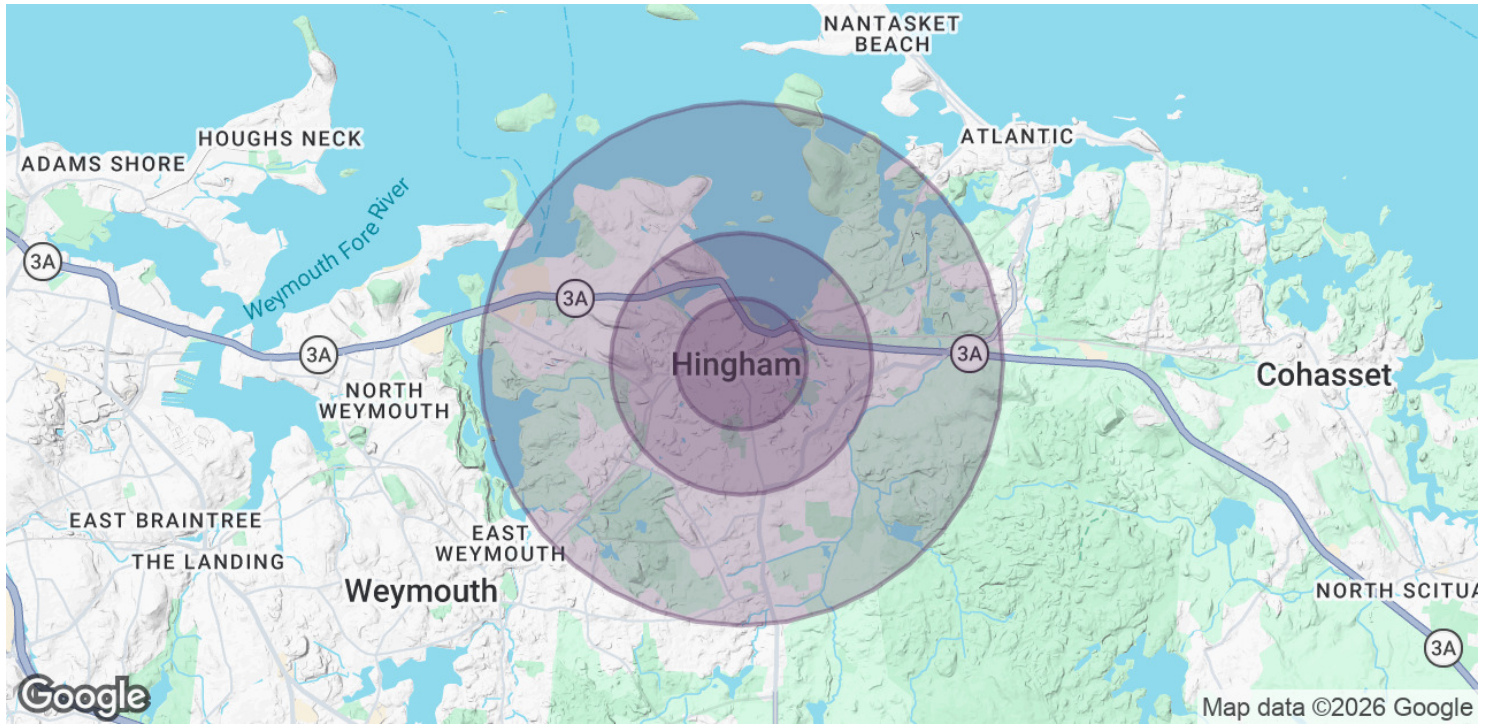 NANTASKET
BEACH
HOUGHS NECK
ATLANTIC
ADAMS SHORE
Weymouth Fore River
3A
3A
3A
3A
Hingham
Cohasset
NORTH
WEYMOUTH
EAST BRAINTREE
EAST
WEYMOUTH
THE LANDING
Weymouth
NORTH SCITUA
3A
Google
Map data ©2026 Google